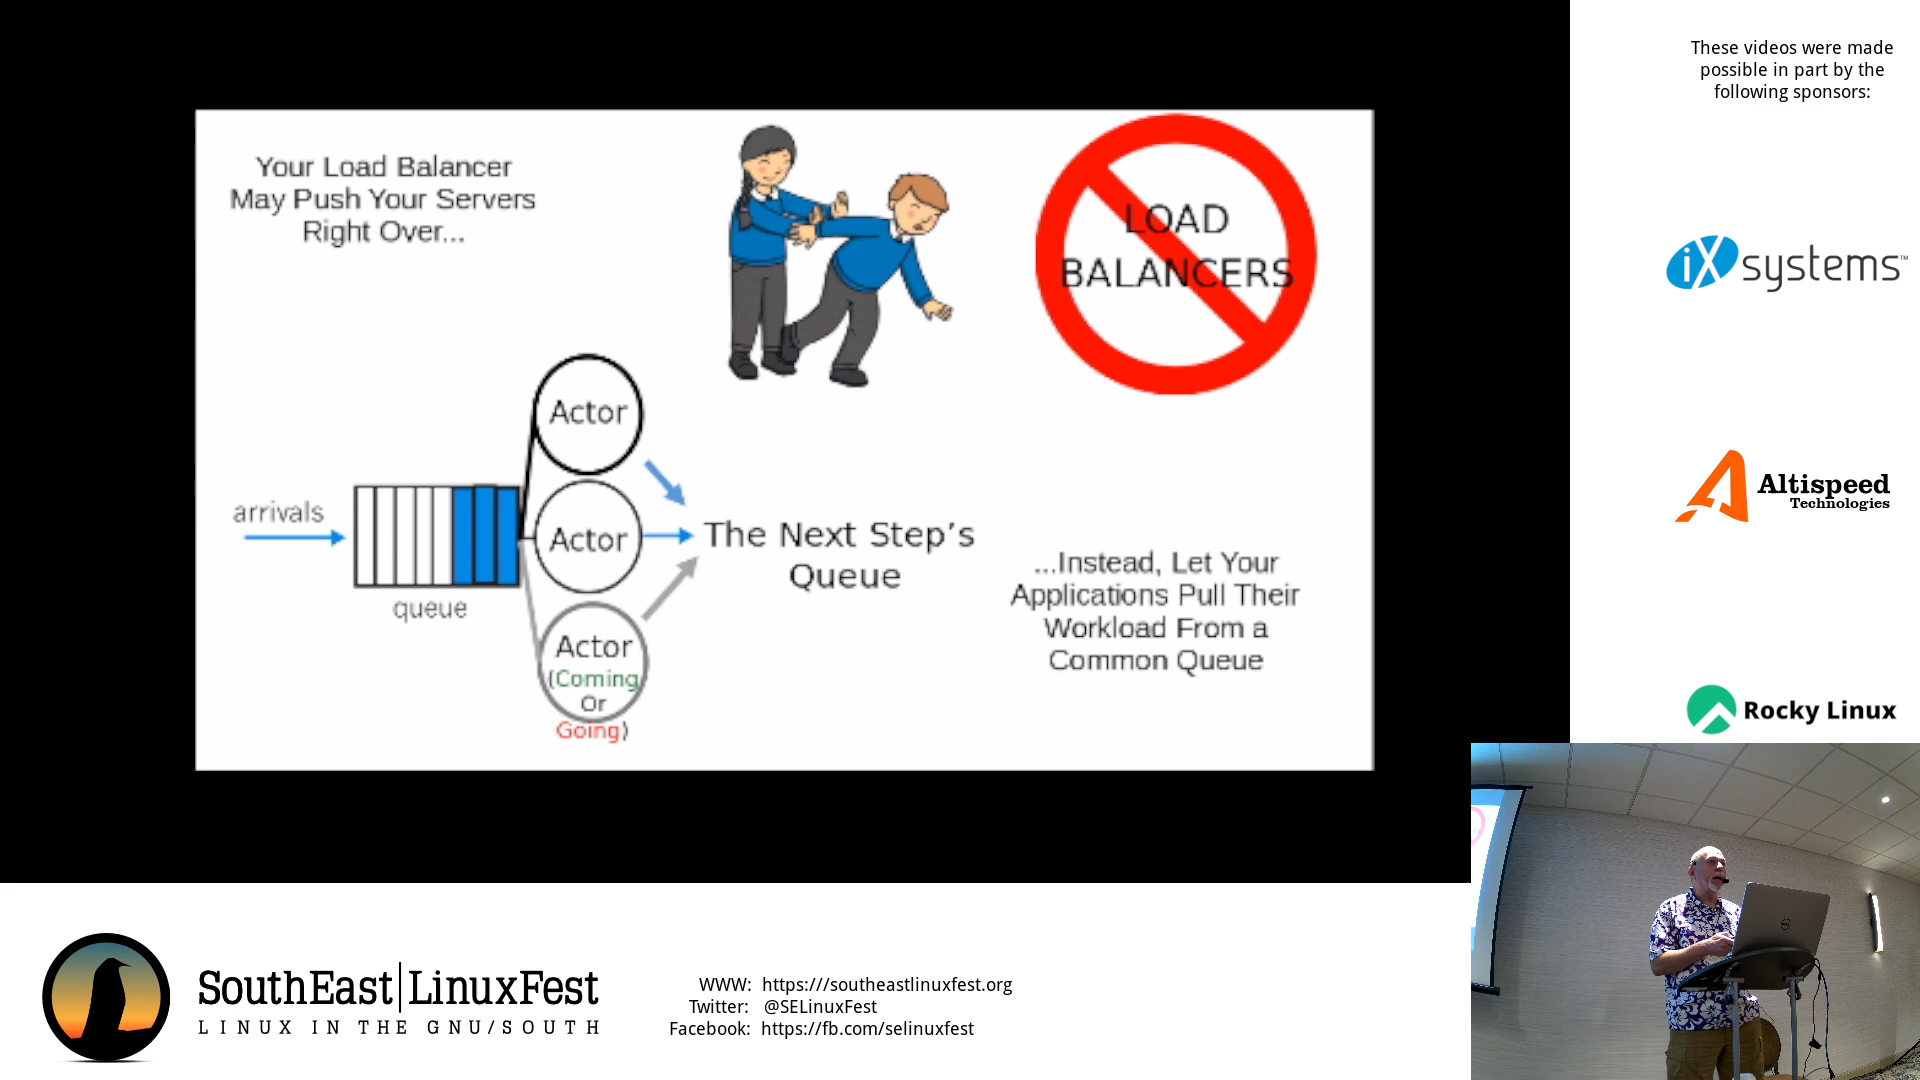 These videos were made
possible in part by the
following sponsors:
Your Load Balancer
May Push Your Servers
Right Over...
LOAD
BALANCERS
iXsystems™
Actor
arrivals
Actor
The Next Step's
Queue
queue
Actor
(Coming
Or
Going)
...Instead, Let Your
Applications Pull Their
Workload From a
Common Queue
Altispeed
Technologies
Rocky Linux
SouthEast|LinuxFest
LINUX IN THE GNU/SOUTH
WWW: https:///southeastlinuxfest.org
Twitter: @SELinuxFest
Facebook: https://fb.com/selinuxfest